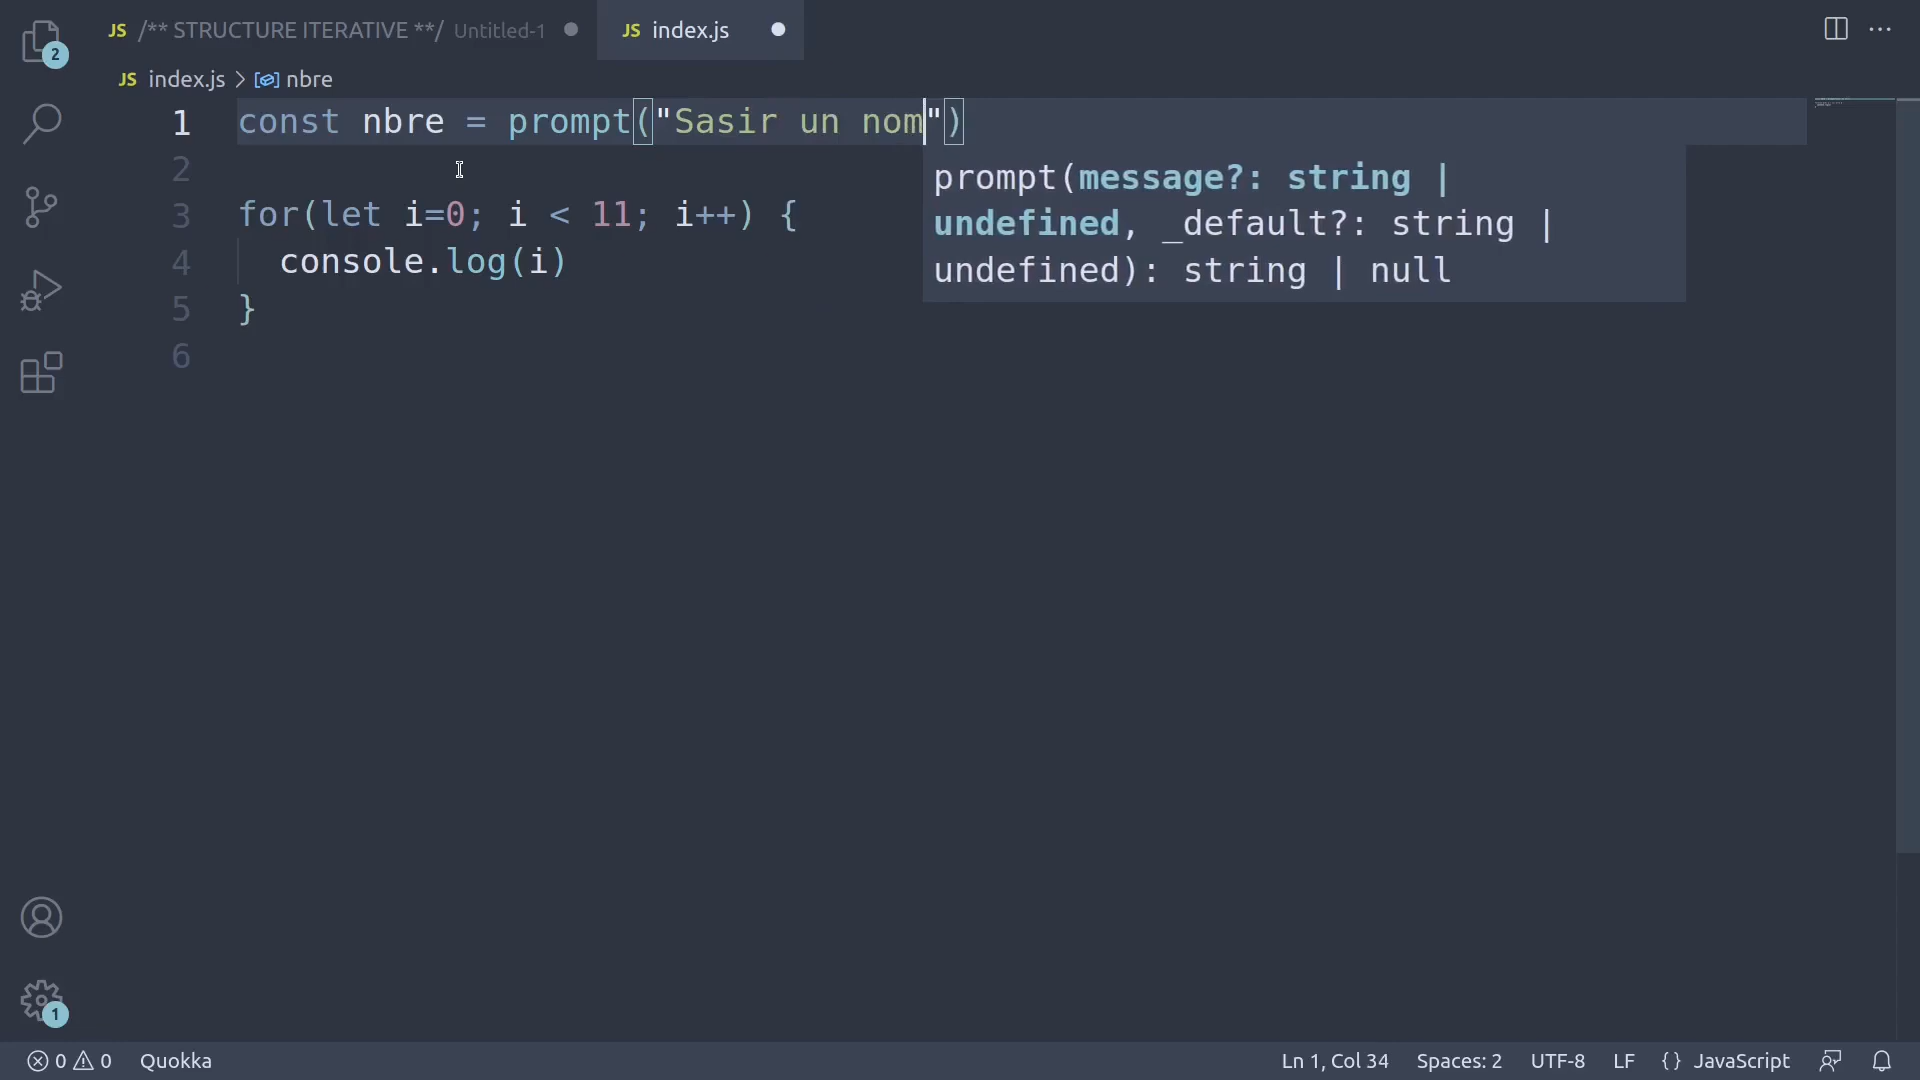 2
JS /** STRUCTURE ITERATIVE **/ Untitled-1
JS index.js
JS index.js > nbre
1 const nbre = prompt("Sasir un nom")
prompt(message?: string |
undefined, _default?: string |
undefined): string | null
2
3 for(let i=0; i < 11; i++) {
4 console.log(i)
5 }
6
1
0 0 Quokka Ln 1, Col 34 Spaces: 2 UTF-8 LF {} JavaScript